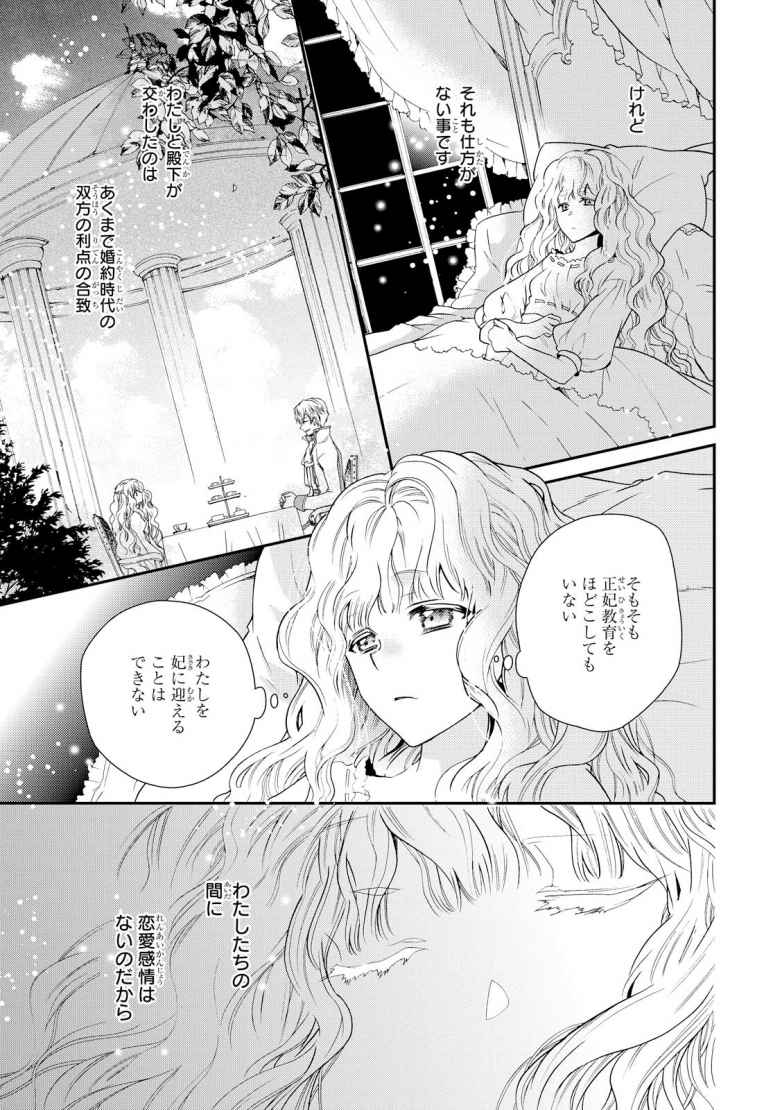 けれど
それも仕方が
ない事です
わたしと殿下が
交わしたのは
あくまで婚約時代の
双方の利点の合致
そもそも
正妃教育を
ほどこしても
いない
わたしを
妃に迎える
ことは
できない
わたしたちの
間に
恋愛感情は
ないのだから